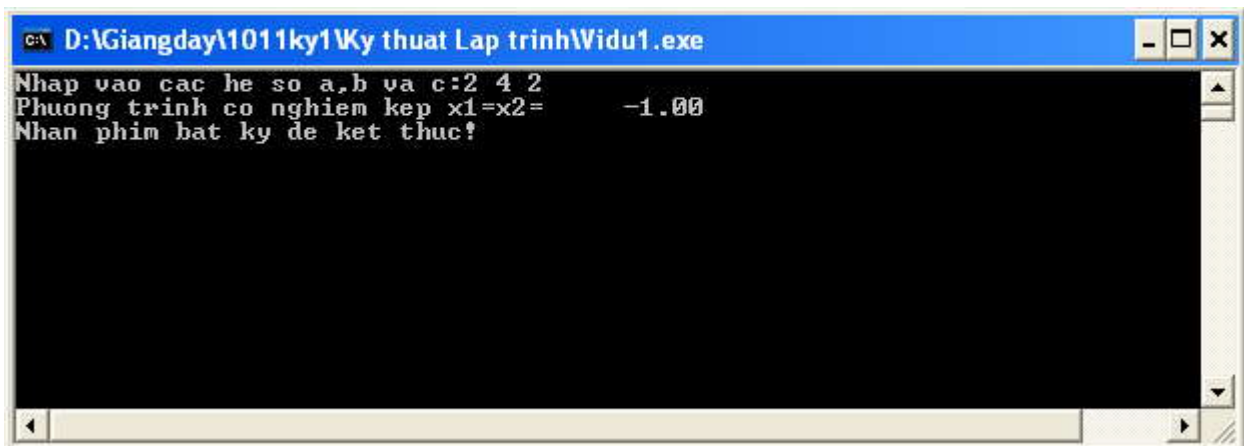 D:\Giangday\1011ky1\Ky thuat Lap trinh\Vidu1.exe
Nhap vao cac he so a,b va c:2 4 2
Phuong trinh co nghiem kep x1=x2=      -1.00
Nhan phim bat ky de ket thuc!